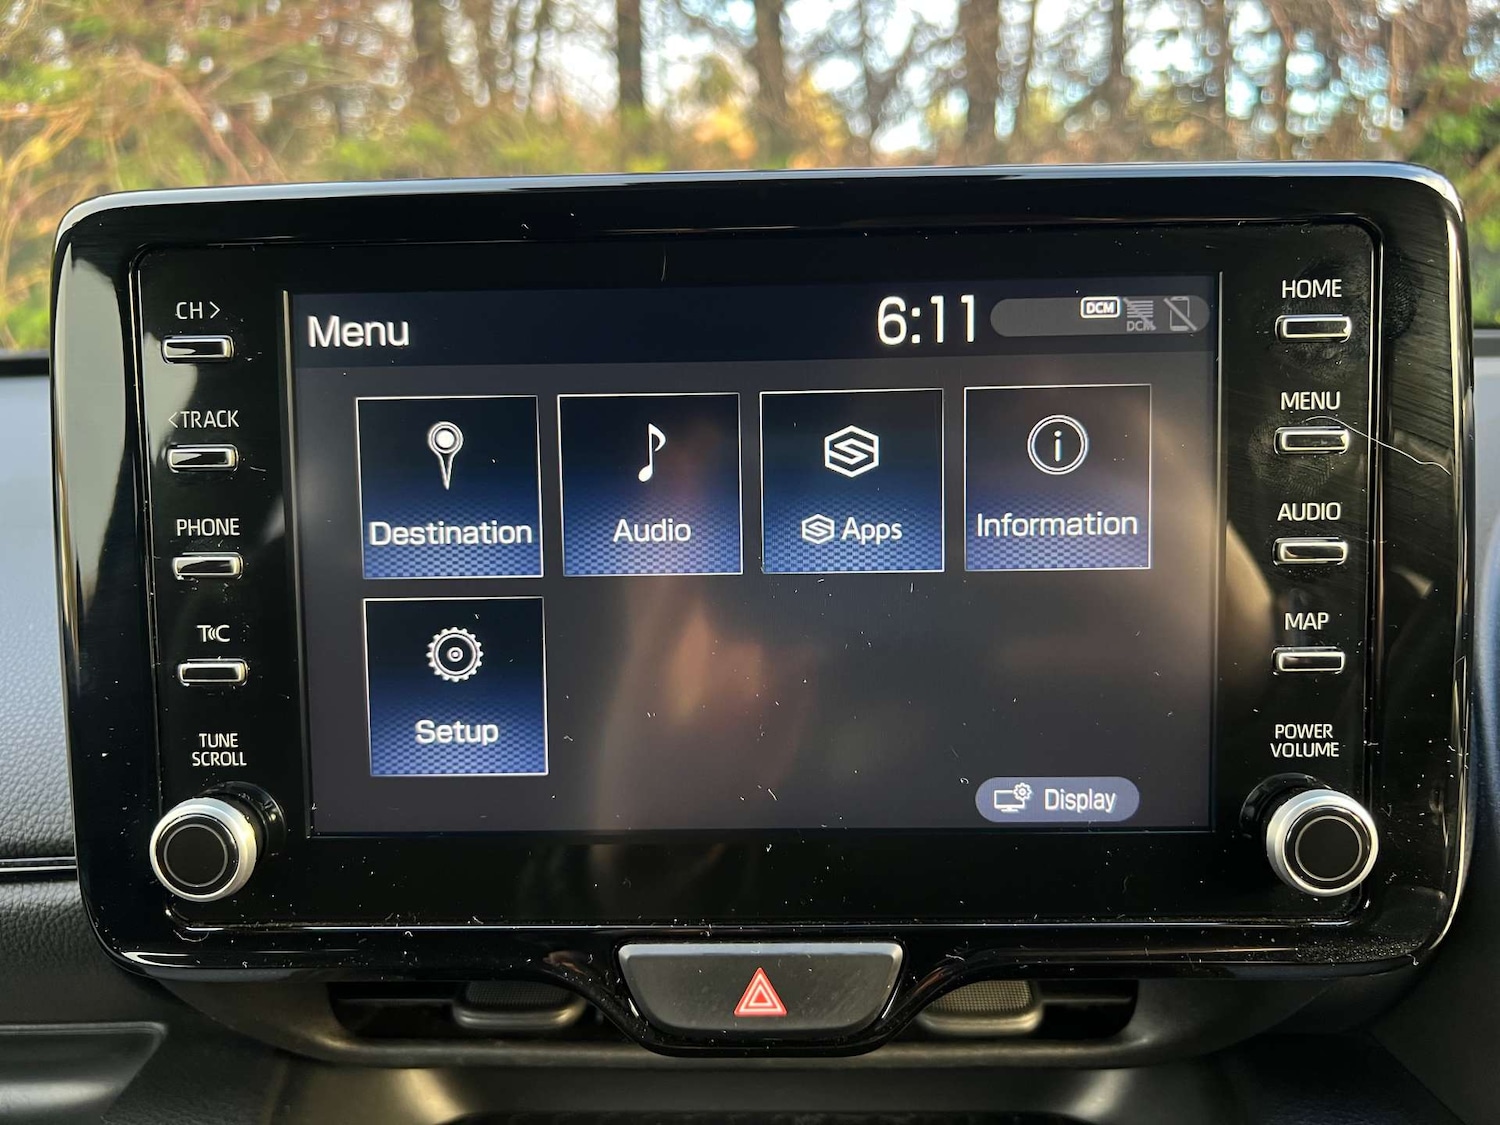 CH >
<TRACK
PHONE
T«C
TUNE
SCROLL
Menu
6:11
DCM
DCM
Destination
Audio
Apps
Information
Setup
Display
HOME
MENU
AUDIO
MAP
POWER
VOLUME